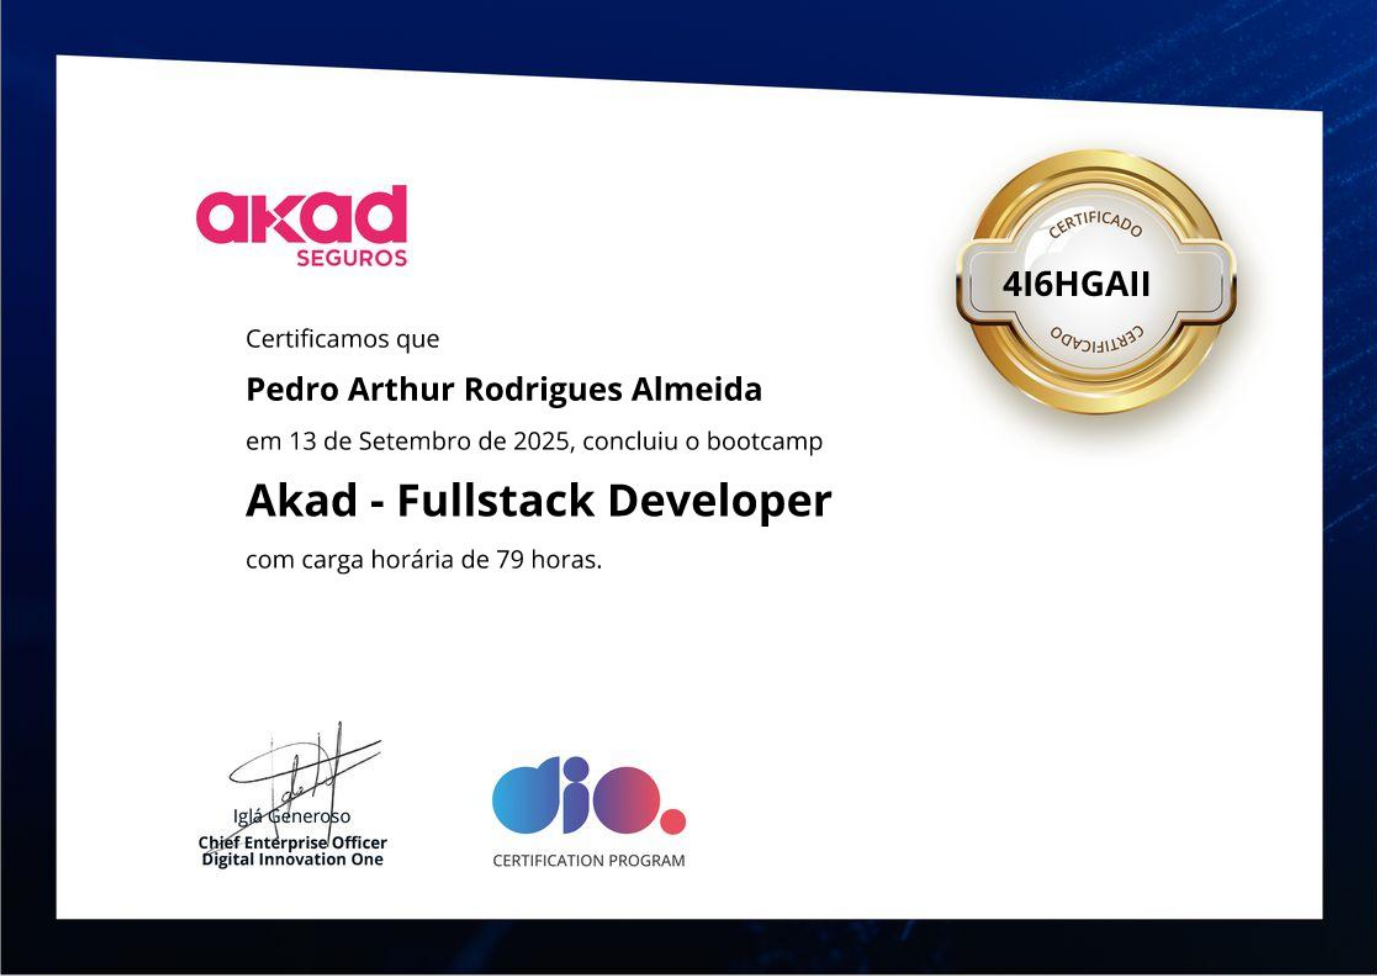 akad
SEGUROS
CERTIFICADO
4I6HGAII
CERTIFICADO
Certificamos que
Pedro Arthur Rodrigues Almeida
em 13 de Setembro de 2025, concluiu o bootcamp
Akad - Fullstack Developer
com carga horária de 79 horas.
Iglá Generoso
Chief Enterprise Officer
Digital Innovation One
dio.
CERTIFICATION PROGRAM